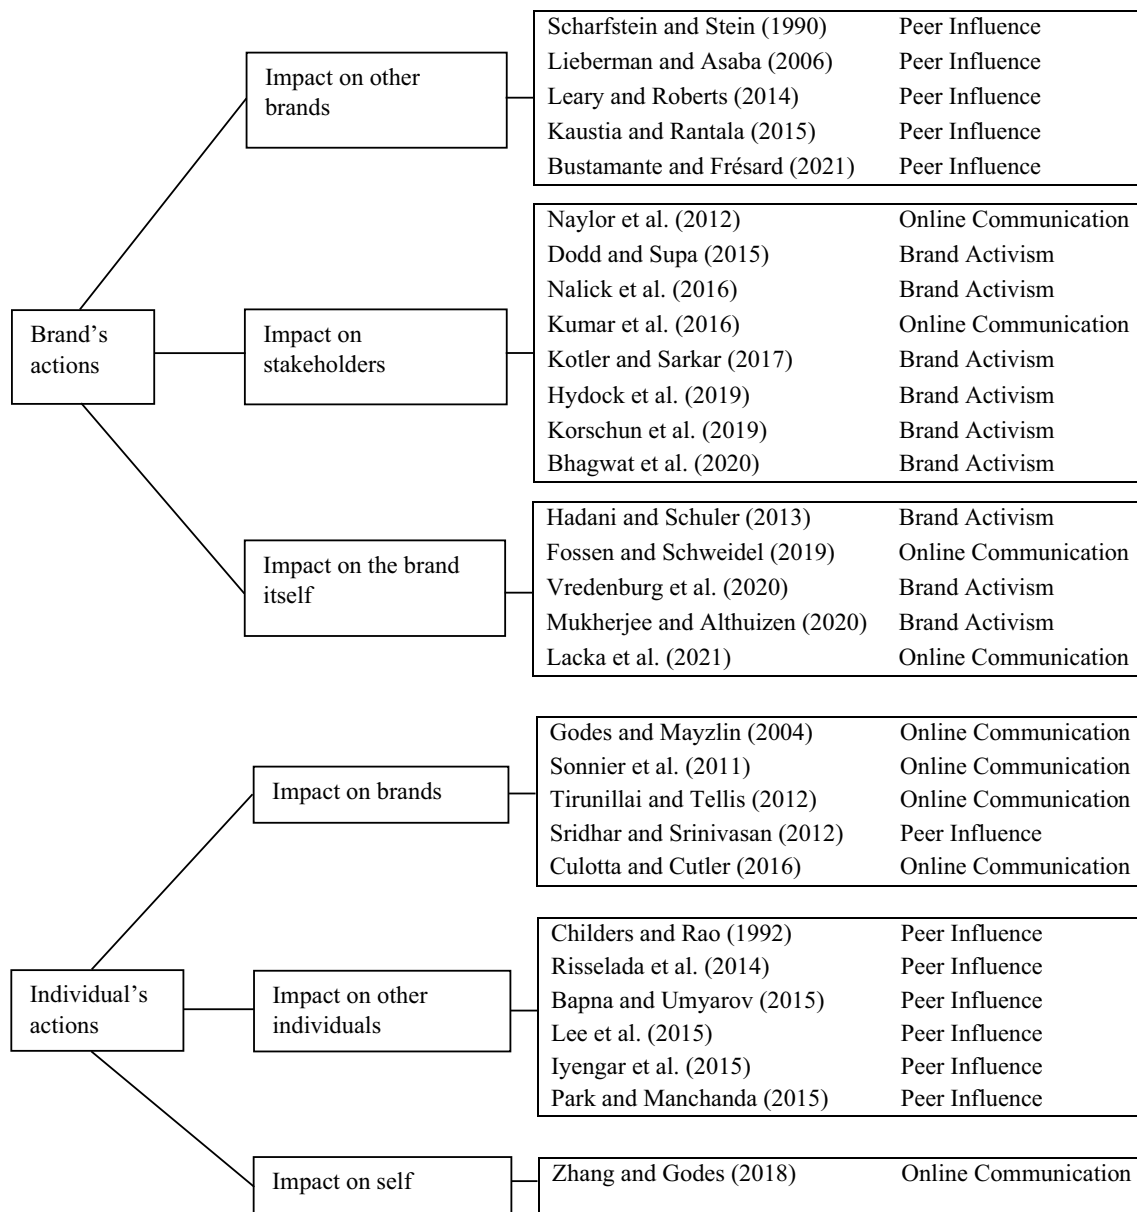 Scharfstein and Stein (1990) Peer Influence
Lieberman and Asaba (2006) Peer Influence
Leary and Roberts (2014) Peer Influence
Kaustia and Rantala (2015) Peer Influence
Bustamante and Frésard (2021) Peer Influence
Impact on other
brands
Naylor et al. (2012) Online Communication
Dodd and Supa (2015) Brand Activism
Nalick et al. (2016) Brand Activism
Kumar et al. (2016) Online Communication
Kotler and Sarkar (2017) Brand Activism
Hydock et al. (2019) Brand Activism
Korschun et al. (2019) Brand Activism
Bhagwat et al. (2020) Brand Activism
Brand's
actions
Impact on
stakeholders
Hadani and Schuler (2013) Brand Activism
Fossen and Schweidel (2019) Online Communication
Vredenburg et al. (2020) Brand Activism
Mukherjee and Althuizen (2020) Brand Activism
Lacka et al. (2021) Online Communication
Impact on the brand
itself
Godes and Mayzlin (2004) Online Communication
Sonnier et al. (2011) Online Communication
Tirunillai and Tellis (2012) Online Communication
Sridhar and Srinivasan (2012) Peer Influence
Culotta and Cutler (2016) Online Communication
Impact on brands
Childers and Rao (1992) Peer Influence
Risselada et al. (2014) Peer Influence
Bapna and Umyarov (2015) Peer Influence
Lee et al. (2015) Peer Influence
Iyengar et al. (2015) Peer Influence
Park and Manchanda (2015) Peer Influence
Individual's
actions
Impact on other
individuals
Impact on self
Zhang and Godes (2018) Online Communication